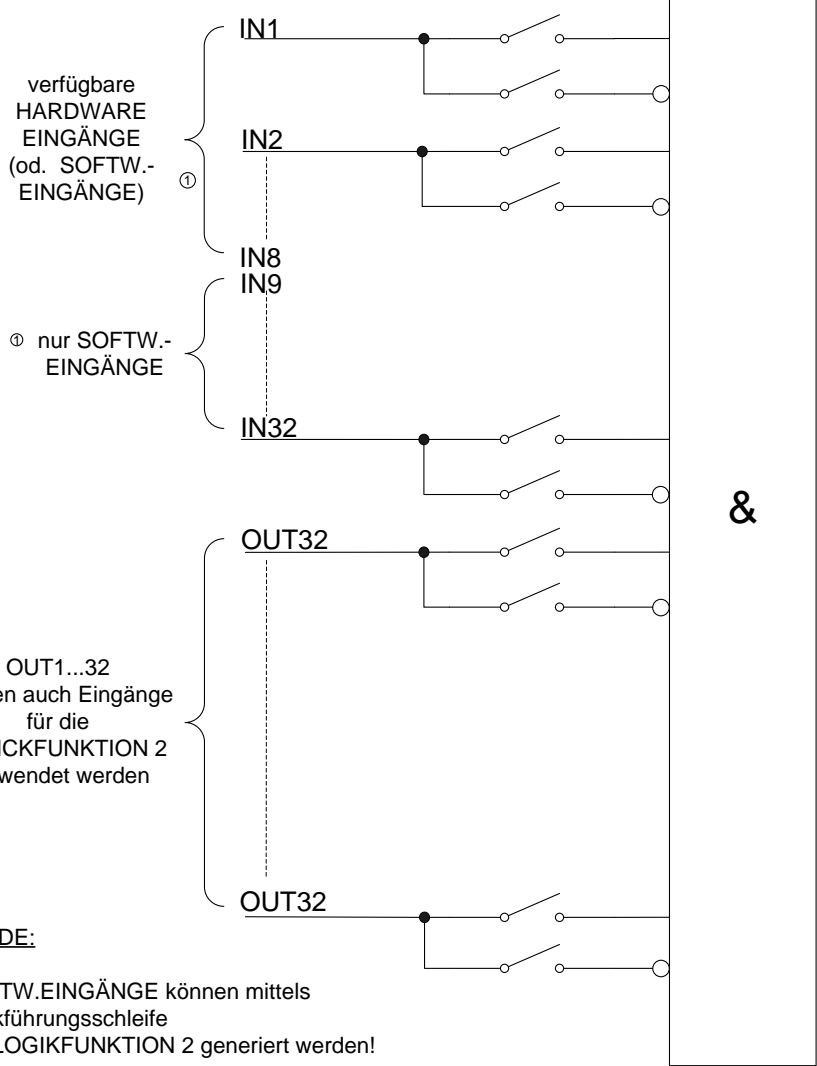 IN1
verfügbare
HARDWARE
EINGÄNGE
(od. SOFTW.-
EINGÄNGE)
①
IN2
IN8
IN9
① nur SOFTW.-
EINGÄNGE
IN32
&
OUT32
OUT1...32
en auch Eingänge
für die
ICKFUNKTION 2
wendet werden
OUT32
DE:
TW.EINGÄNGE können mittels
kführungsschleife
LOGIKFUNKTION 2 generiert werden!